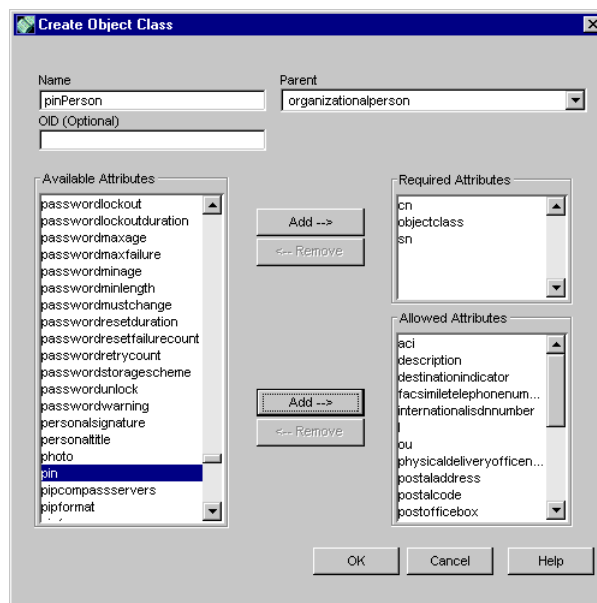 Create Object Class
Name
Parent
pinPerson
organizationalperson
OID (Optional)
Available Attributes
passwordlockout
passwordlockoutduration
passwordmaxage
passwordmaxfailure
passwordminage
passwordminlength
passwordmustchange
passwordresetduration
passwordresetfailurecount
passwordretrycount
passwordstoragescheme
passwordunlock
passwordwarning
personalsignature
personaltitle
photo
pin
pipcompassservers
pipformat
Add -->
<-- Remove
Add -->
<-- Remove
Required Attributes
cn
objectclass
sn
Allowed Attributes
aci
description
destinationindicator
facsimiletelephonenum...
internationalisdnnumber
l
ou
physicaldeliveryofficen...
postaladdress
postalcode
postofficebox
OK
Cancel
Help